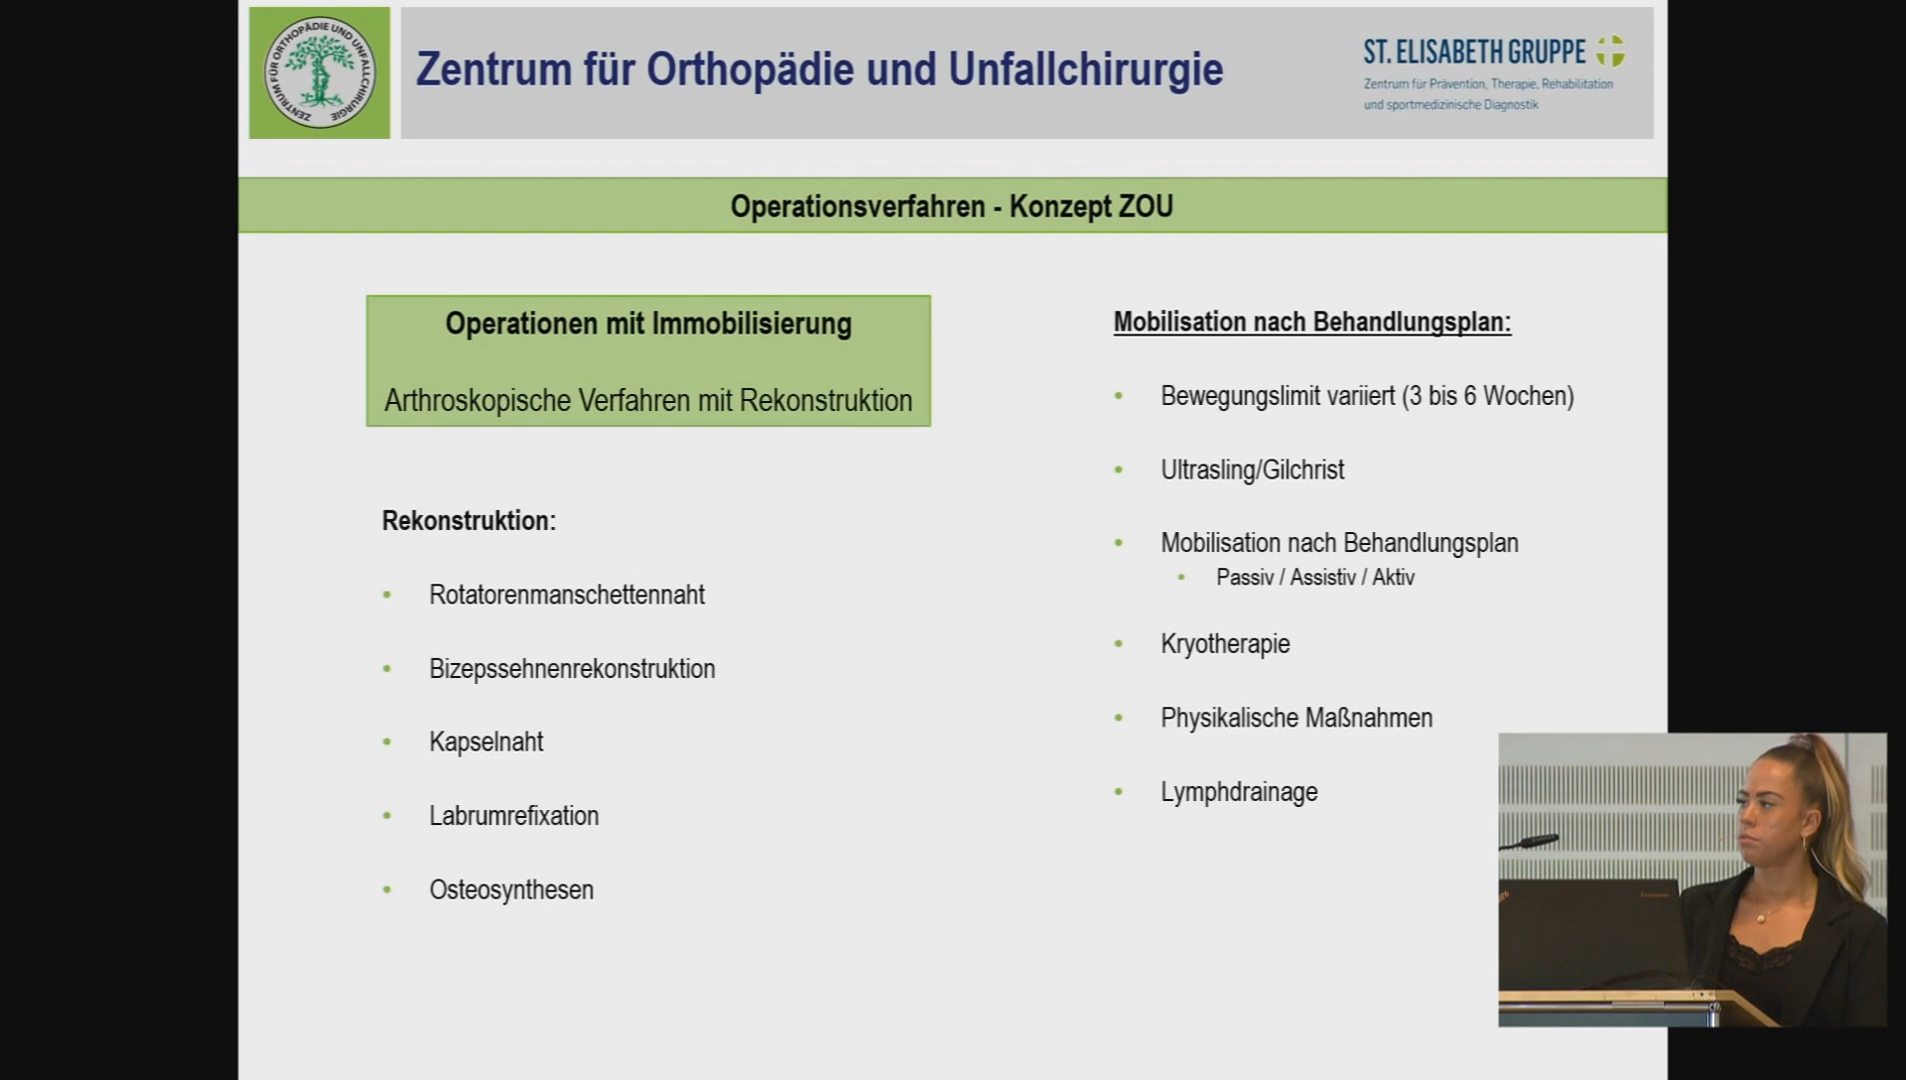 ZENTRUM FÜR ORTHOPÄDIE UND UNFALLCHIRURGIE
Zentrum für Orthopädie und Unfallchirurgie
ST. ELISABETH GRUPPE
Zentrum für Prävention, Therapie, Rehabilitation
und sportmedizinische Diagnostik
Operationsverfahren - Konzept ZOU
Operationen mit Immobilisierung
Arthroskopische Verfahren mit Rekonstruktion
Rekonstruktion:
• Rotatorenmanschettennaht
• Bizepssehnenrekonstruktion
• Kapselnaht
• Labrumrefixation
• Osteosynthesen
Mobilisation nach Behandlungsplan:
• Bewegungslimit variiert (3 bis 6 Wochen)
• Ultrasling/Gilchrist
• Mobilisation nach Behandlungsplan
• Passiv / Assistiv / Aktiv
• Kryotherapie
• Physikalische Maßnahmen
• Lymphdrainage